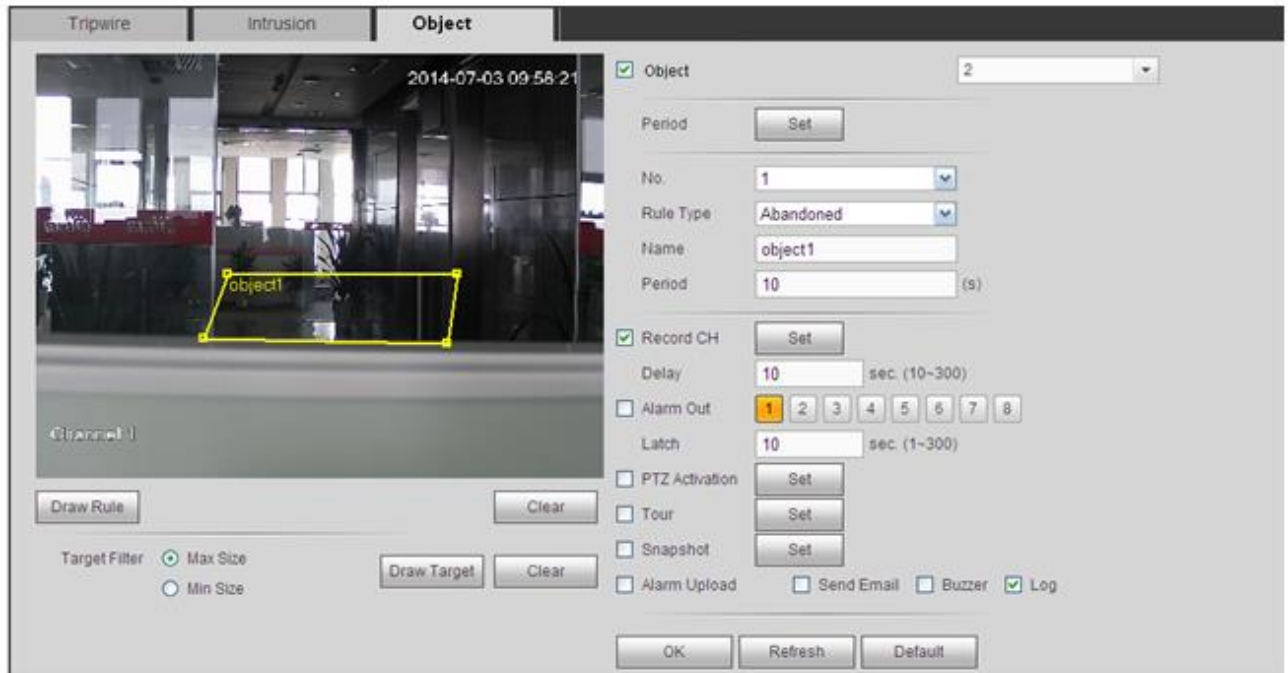 Tripwire Intrusion Object
2014-07-03 09:58:21
object1
Channel 1
Draw Rule Clear
Target Filter Max Size
Min Size
Draw Target Clear
Object 2
Period Set
No. 1
Rule Type Abandoned
Name object1
Period 10 (s)
Record CH Set
Delay 10 sec. (10~300)
Alarm Out 1 2 3 4 5 6 7 8
Latch 10 sec. (1~300)
PTZ Activation Set
Tour Set
Snapshot Set
Alarm Upload Send Email Buzzer Log
OK Refresh Default